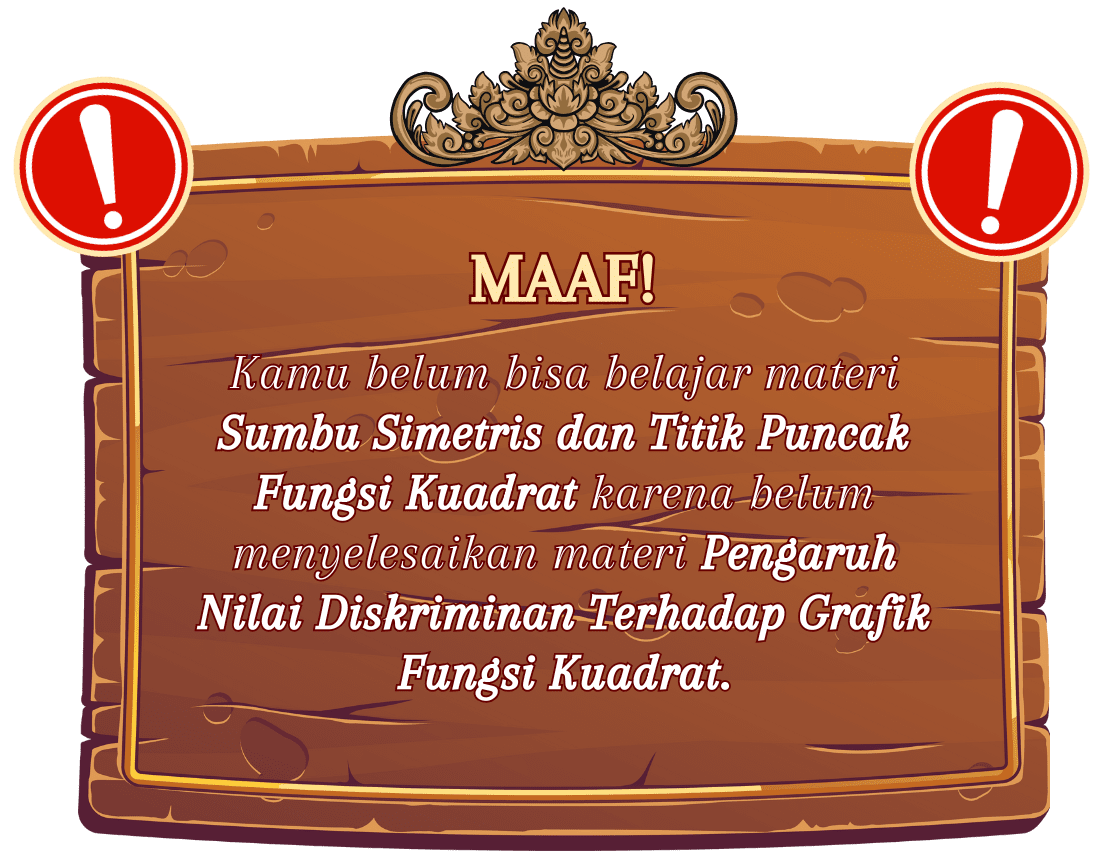 MAAF!
Kamu belum bisa belajar materi
Sumbu Simetris dan Titik Puncak
Fungsi Kuadrat karena belum
menyelesaikan materi Pengaruh
Nilai Diskriminan Terhadap Grafik
Fungsi Kuadrat.